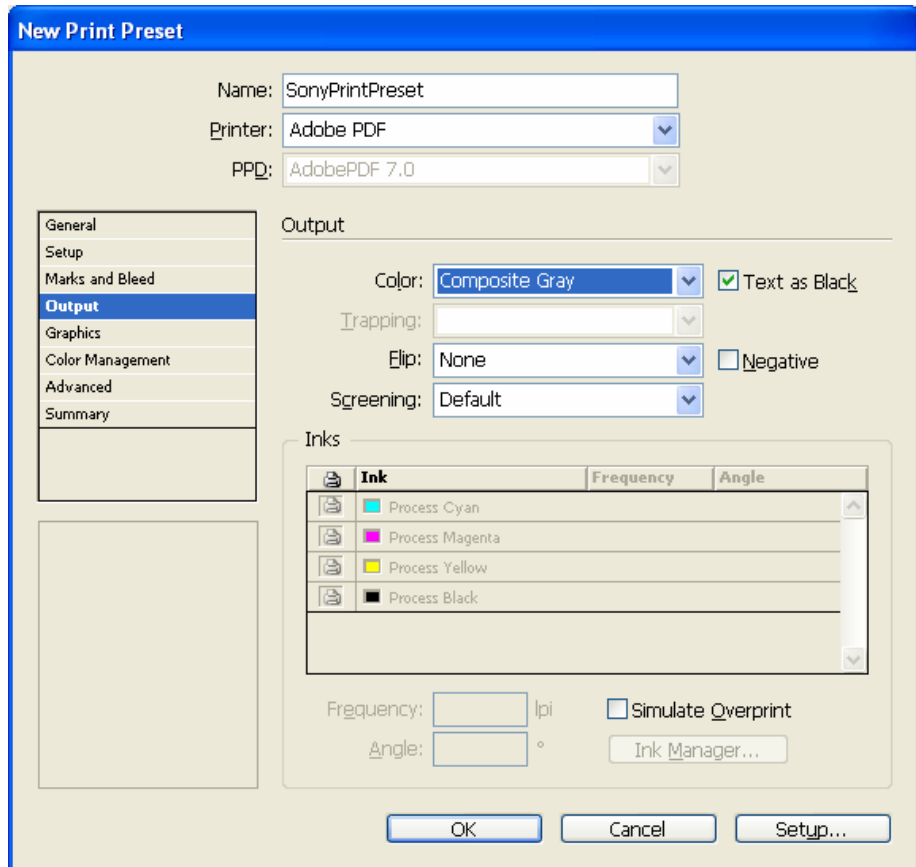 New Print Preset
Name: SonyPrintPreset
Printer: Adobe PDF
PPD: AdobePDF 7.0
General
Setup
Marks and Bleed
Output
Graphics
Color Management
Advanced
Summary
Output
Color: Composite Gray Text as Black
Trapping:
Flip: None Negative
Screening: Default
Inks
Ink Frequency Angle
Process Cyan
Process Magenta
Process Yellow
Process Black
Frequency: lpi Simulate Overprint
Angle: ° Ink Manager...
OK Cancel Setup...